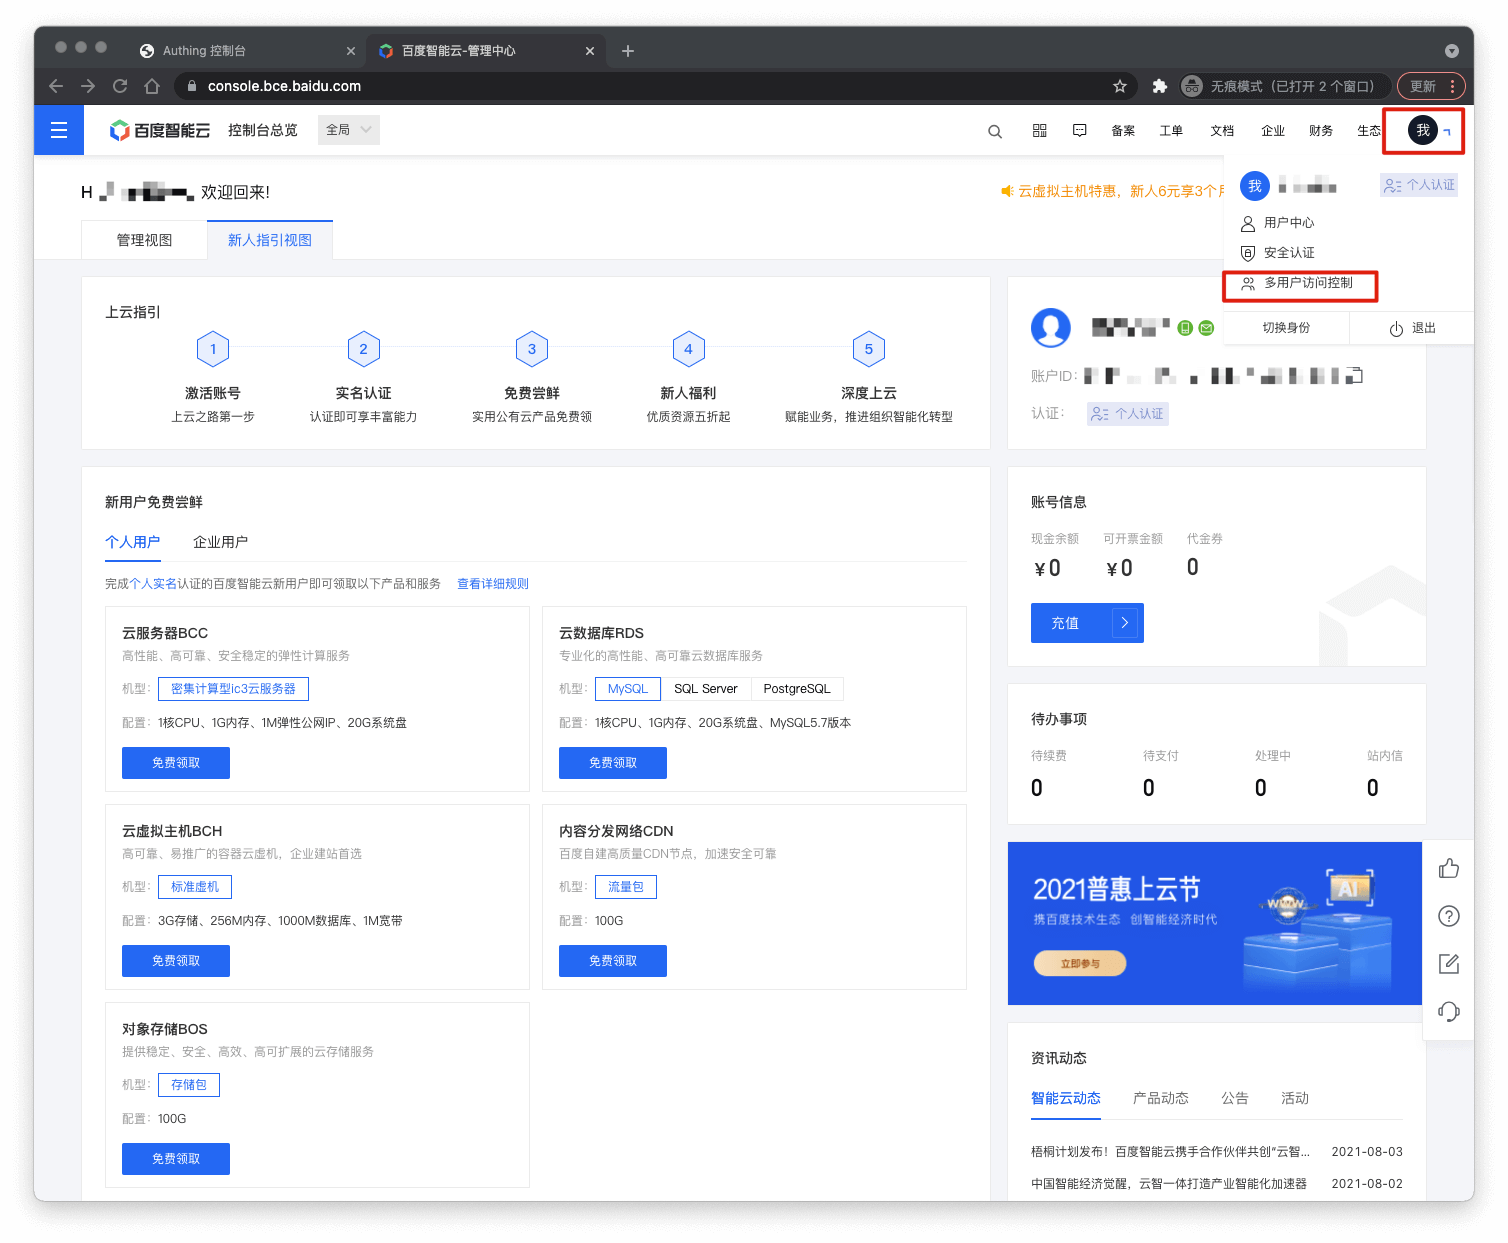 Authing 控制台
百度智能云-管理中心
console.bce.baidu.com
无痕模式（已打开 2 个窗口）
更新
百度智能云
控制台总览
全局
备案
工单
文档
企业
财务
生态
我
H
欢迎回来!
云虚拟主机特惠，新人6元享3个月
我
个人认证
用户中心
安全认证
多用户访问控制
切换身份
退出
管理视图
新人指引视图
上云指引
1
2
3
4
5
激活账号
实名认证
免费尝鲜
新人福利
深度上云
上云之路第一步
认证即可享丰富能力
实用公有云产品免费领
优质资源五折起
赋能业务，推进组织智能化转型
账户ID:
认证:
个人认证
新用户免费尝鲜
个人用户
企业用户
完成个人实名认证的百度智能云新用户即可领取以下产品和服务
查看详细规则
云服务器BCC
高性能、高可靠、安全稳定的弹性计算服务
机型:
密集计算型ic3云服务器
配置:
1核CPU、1G内存、1M弹性公网IP、20G系统盘
免费领取
云数据库RDS
专业化的高性能、高可靠云数据库服务
机型:
MySQL
SQL Server
PostgreSQL
配置:
1核CPU、1G内存、20G系统盘、MySQL5.7版本
免费领取
云虚拟主机BCH
高可靠、易推广的容器云虚机，企业建站首选
机型:
标准虚机
配置:
3G存储、256M内存、1000M数据库、1M宽带
免费领取
内容分发网络CDN
百度自建高质量CDN节点，加速安全可靠
机型:
流量包
配置:
100G
免费领取
对象存储BOS
提供稳定、安全、高效、高可扩展的云存储服务
机型:
存储包
配置:
100G
免费领取
账号信息
现金余额
可开票金额
代金券
¥0
¥0
0
充值
待办事项
待续费
待支付
处理中
站内信
0
0
0
0
2021普惠上云节
携百度技术生态 创智能经济时代
立即参与
www
AI
资讯动态
智能云动态
产品动态
公告
活动
梧桐计划发布！百度智能云携手合作伙伴共创"云智...
2021-08-03
中国智能经济觉醒，云智一体打造产业智能化加速器
2021-08-02